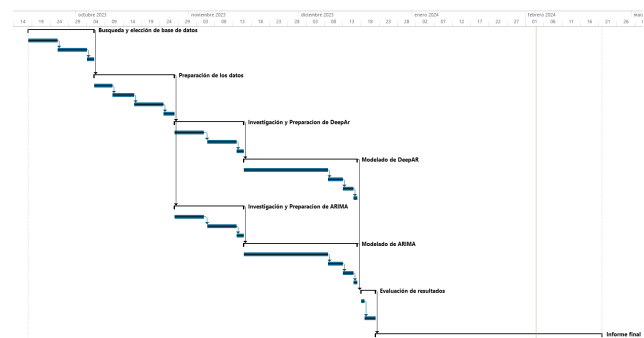 octubre 2023 noviembre 2023 diciembre 2023 enero 2024 febrero 2024
14 19 24 29 04 09 14 19 24 29 03 08 13 18 23 28 03 08 13 18 23 28 02 07 12 17 22 27 01 06 11 16 21 26
Busqueda y elección de base de datos
Preparación de los datos
Investigación y Preparacion de DeepAr
Modelado de DeepAR
Investigación y Preparacion de ARIMA
Modelado de ARIMA
Evaluación de resultados
Informe final